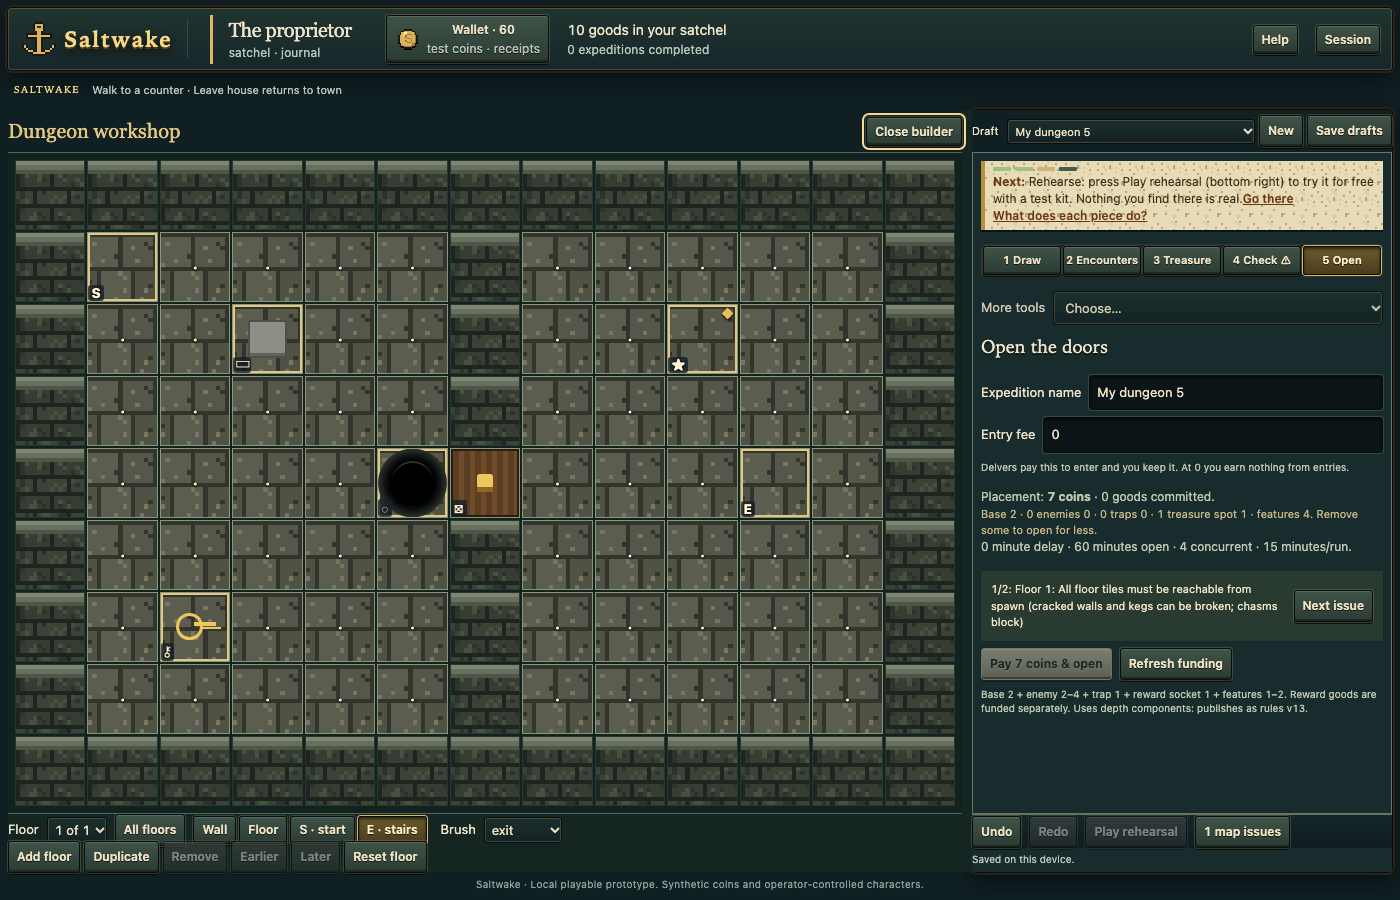 Saltwake
The proprietor
satchel · journal
Wallet · 60
test coins · receipts
10 goods in your satchel
0 expeditions completed
Help
Session
SALTWAKE
Walk to a counter · Leave house returns to town
Dungeon workshop
Close builder
Draft
My dungeon 5
New
Save drafts
Next: Rehearse: press Play rehearsal (bottom right) to try it for free
with a test kit. Nothing you find there is real.Go there
What does each piece do?
1 Draw
2 Encounters
3 Treasure
4 Check ⚠
5 Open
More tools
Choose...
Open the doors
Expedition name
My dungeon 5
Entry fee
0
Delvers pay this to enter and you keep it. At 0 you earn nothing from entries.
Placement: 7 coins · 0 goods committed.
Base 2 · 0 enemies 0 · 0 traps 0 · 1 treasure spot 1 · features 4. Remove
some to open for less.
0 minute delay · 60 minutes open · 4 concurrent · 15 minutes/run.
1/2: Floor 1: All floor tiles must be reachable from
spawn (cracked walls and kegs can be broken; chasms
block)
Next issue
Pay 7 coins & open
Refresh funding
Base 2 + enemy 2–4 + trap 1 + reward socket 1 + features 1–2. Reward goods are
funded separately. Uses depth components: publishes as rules v13.
S
E
Floor
1 of 1
All floors
Wall
Floor
S · start
E · stairs
Brush
exit
Add floor
Duplicate
Remove
Earlier
Later
Reset floor
Undo
Redo
Play rehearsal
1 map issues
Saved on this device.
Saltwake · Local playable prototype. Synthetic coins and operator-controlled characters.